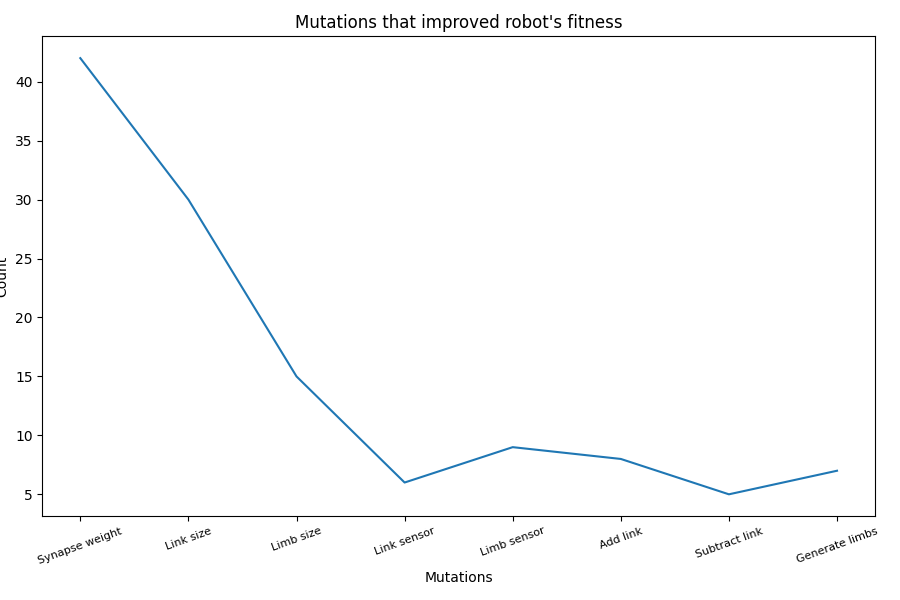 Mutations that improved robot's fitness
40
35
30
25
20
15
10
5
Count
Synapse weight
Link size
Limb size
Link sensor
Limb sensor
Add link
Subtract link
Generate limbs
Mutations